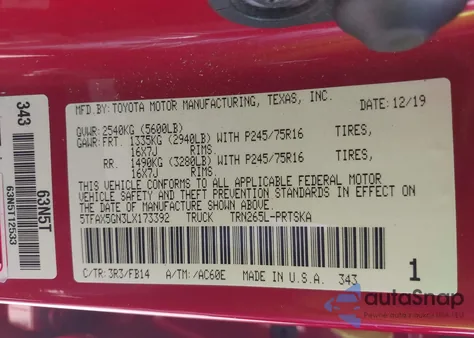 MFD.BY: TOYOTA MOTOR MANUFACTURING, TEXAS, INC.
DATE: 12/19
GVWR: 2540KG (5600LB)
GAWR: FRT. 1335KG (2940LB) WITH P245/75R16 TIRES,
16X7J RIMS
RR. 1490KG (3280LB) WITH P245/75R16 TIRES,
16X7J RIMS
THIS VEHICLE CONFORMS TO ALL APPLICABLE FEDERAL MOTOR
VEHICLE SAFETY AND THEFT PREVENTION STANDARDS IN EFFECT ON
THE DATE OF MANUFACTURE SHOWN ABOVE.
5TFAX5GN3LX173392 TRUCK TRN265L-PRTSKA
C/TR: 3R3/FB14 A/TM: /AC60E MADE IN U.S.A. 343 1
343
63N5T
63N5T12533
autoSnap